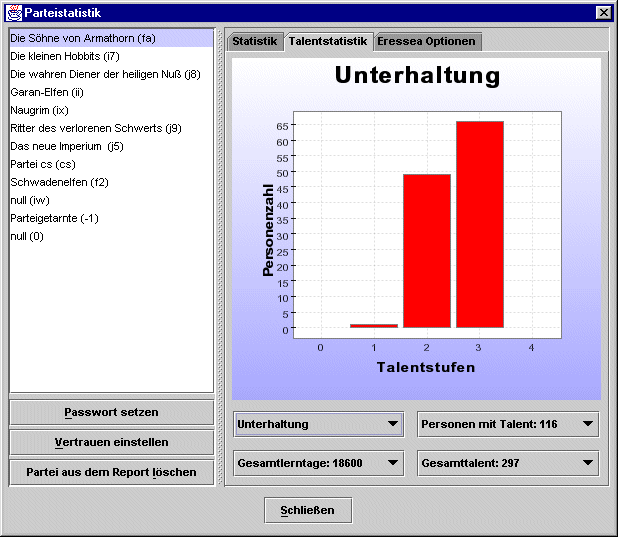 Parteistatistik
Die Söhne von Armathorn (fa)
Die kleinen Hobbits (i7)
Die wahren Diener der heiligen Nuß (j8)
Garan-Elfen (ii)
Naugrim (ix)
Ritter des verlorenen Schwerts (j9)
Das neue Imperium  (j5)
Partei cs (cs)
Schwadenelfen (f2)
null (iw)
Parteigetarnte (-1)
null (0)
Passwort setzen
Vertrauen einstellen
Partei aus dem Report löschen
Statistik Talentstatistik Eressea Optionen
Unterhaltung
Personenzahl
65
60
55
50
45
40
35
30
25
20
15
10
5
0
0 1 2 3 4
Talentstufen
Unterhaltung Personen mit Talent: 116
Gesamtlerntage: 18600 Gesamttalent: 297
Schließen